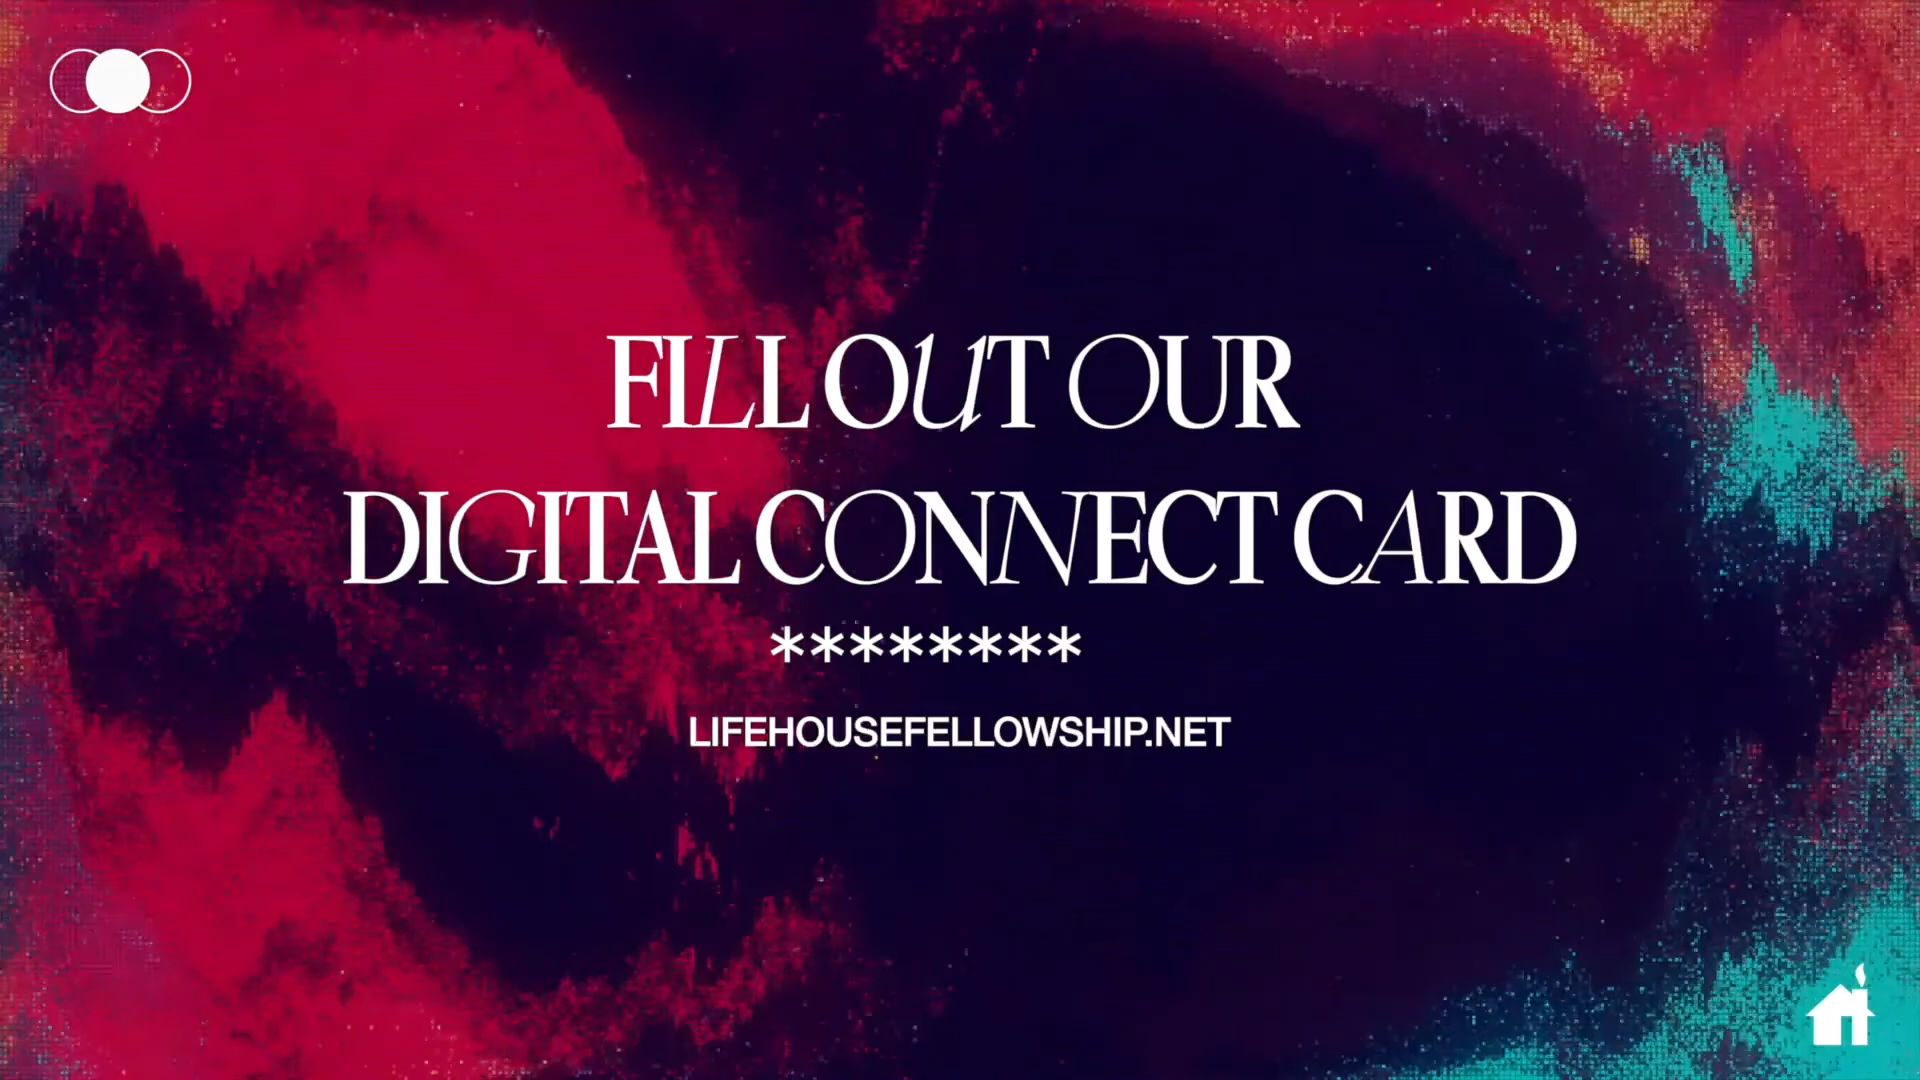 FILL OUT OUR
DIGITAL CONNECT CARD
********
LIFEHOUSEFELLOWSHIP.NET